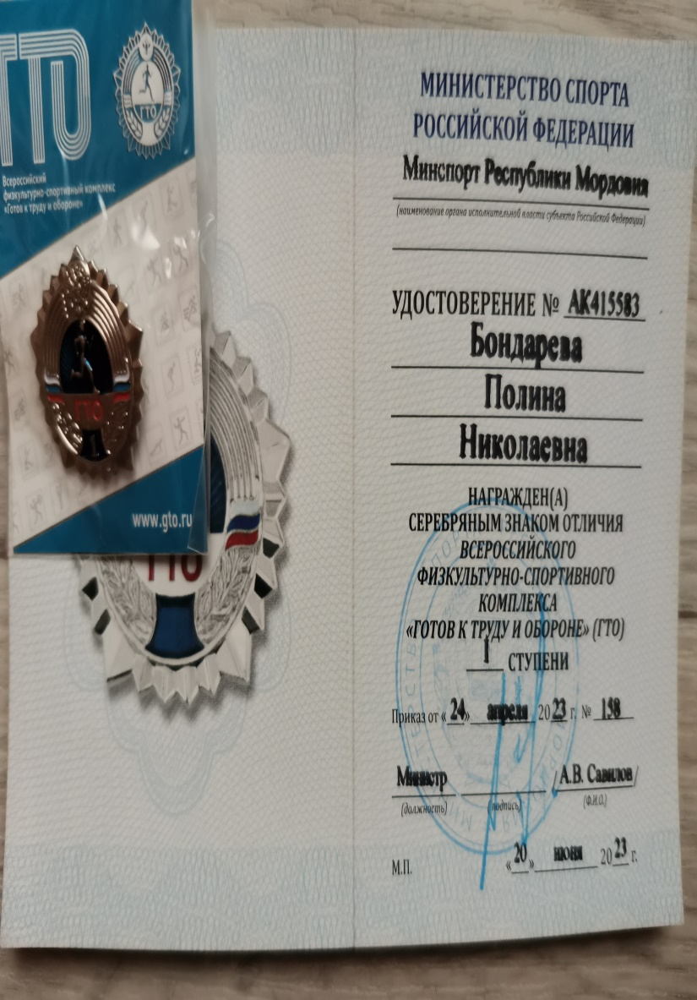 ГТО
ГТО
Всероссийский
физкультурно-спортивный комплекс
«Готов к труду и обороне»
ГТО
1
www.gto.ru
ГТО
МИНИСТЕРСТВО СПОРТА
РОССИЙСКОЙ ФЕДЕРАЦИИ
Минспорт Республики Мордовия
(наименование органа исполнительной власти субъекта Российской Федерации)
УДОСТОВЕРЕНИЕ № АК415583
Бондарева
Полина
Николаевна
НАГРАЖДЕН(А)
СЕРЕБРЯНЫМ ЗНАКОМ ОТЛИЧИЯ
ВСЕРОССИЙСКОГО
ФИЗКУЛЬТУРНО-СПОРТИВНОГО
КОМПЛЕКСА
«ГОТОВ К ТРУДУ И ОБОРОНЕ» (ГТО)
I СТУПЕНИ
Приказ от «24» апреля 2023 г. № 158
Министр /А.В. Савилов/
(должность) (подпись) (Ф.И.О.)
М.П. «20» июня 2023 г.